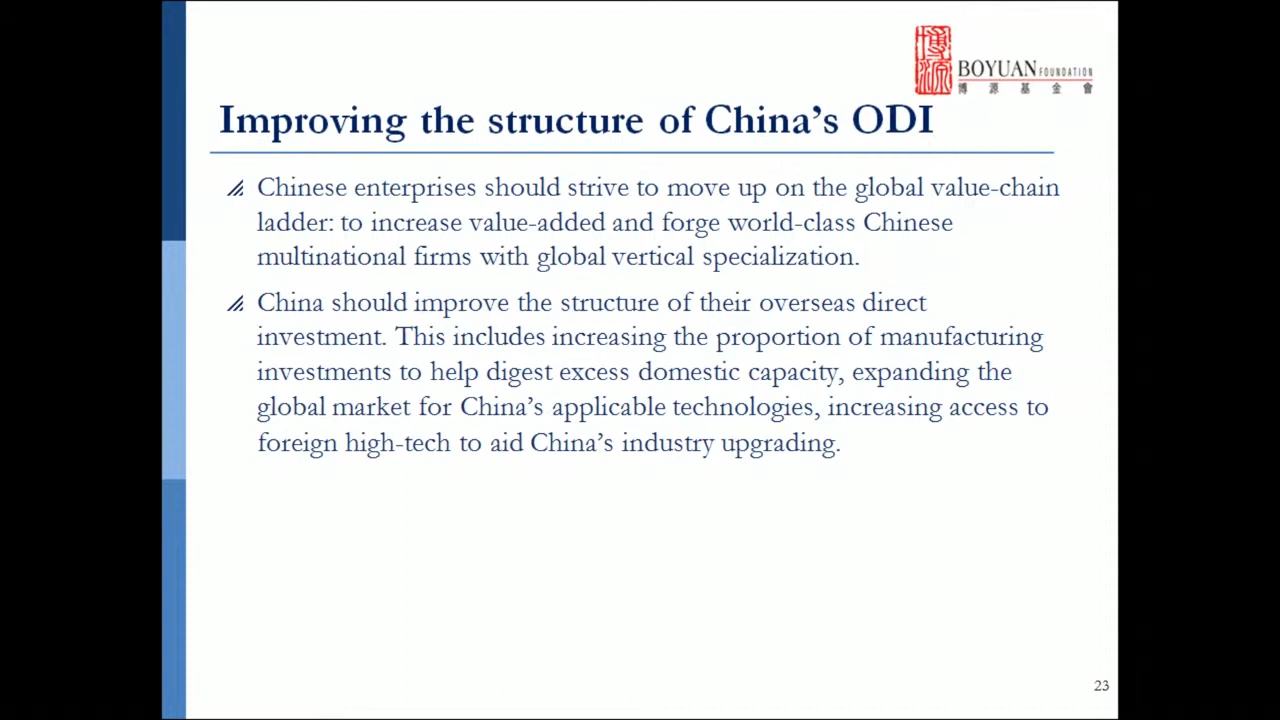 博源
BOYUAN FOUNDATION
博源基金會
Improving the structure of China’s ODI
Chinese enterprises should strive to move up on the global value-chain
ladder: to increase value-added and forge world-class Chinese
multinational firms with global vertical specialization.
China should improve the structure of their overseas direct
investment. This includes increasing the proportion of manufacturing
investments to help digest excess domestic capacity, expanding the
global market for China’s applicable technologies, increasing access to
foreign high-tech to aid China’s industry upgrading.
23